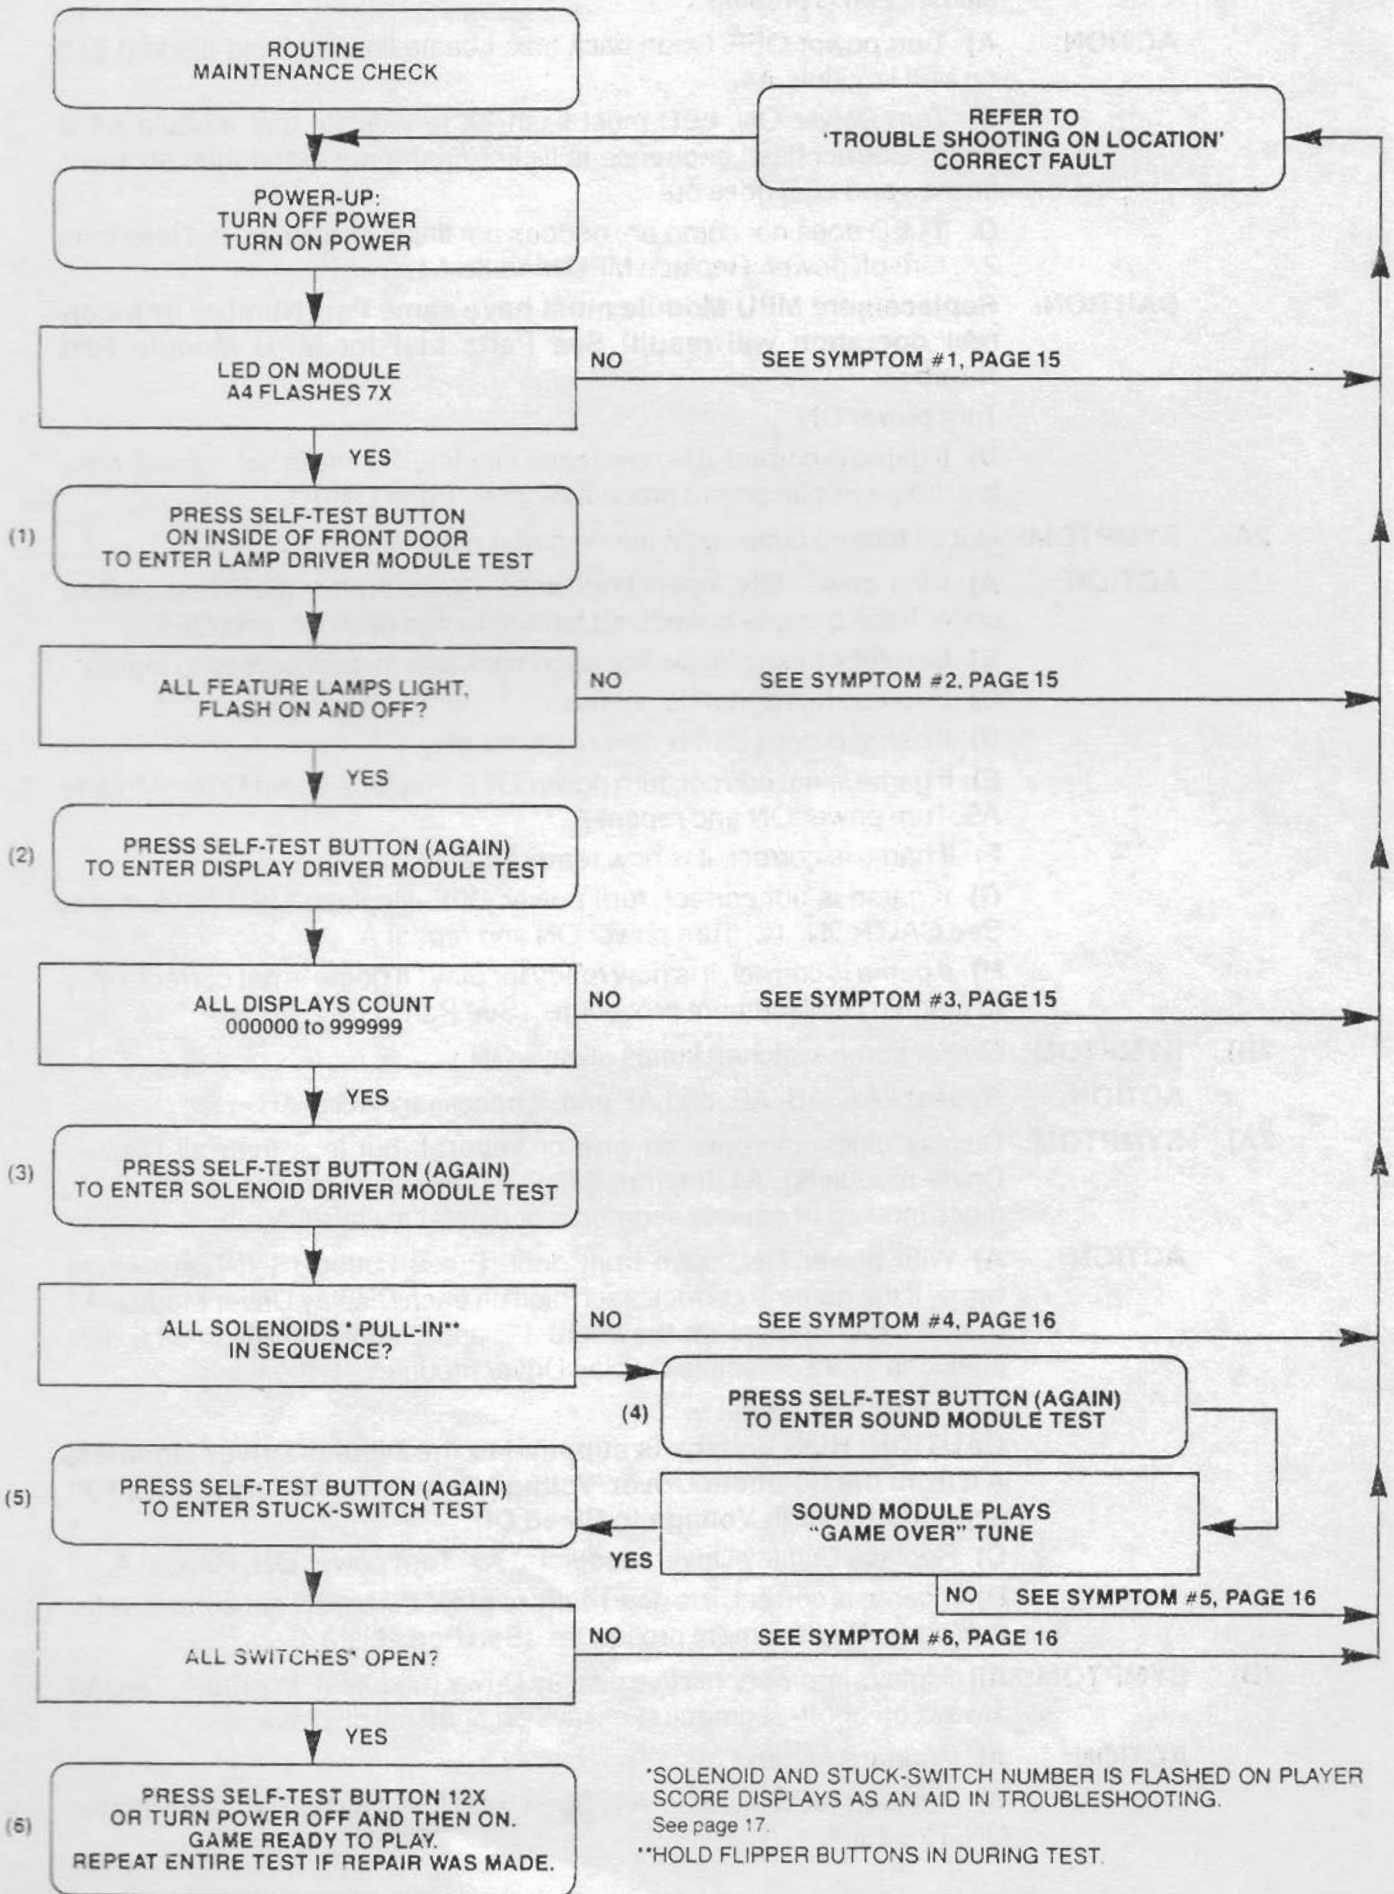 ROUTINE
MAINTENANCE CHECK
REFER TO
'TROUBLE SHOOTING ON LOCATION'
CORRECT FAULT
POWER-UP:
TURN OFF POWER
TURN ON POWER
LED ON MODULE
A4 FLASHES 7X
NO
SEE SYMPTOM #1, PAGE 15
YES
(1)
PRESS SELF-TEST BUTTON
ON INSIDE OF FRONT DOOR
TO ENTER LAMP DRIVER MODULE TEST
ALL FEATURE LAMPS LIGHT,
FLASH ON AND OFF?
NO
SEE SYMPTOM #2, PAGE 15
YES
(2)
PRESS SELF-TEST BUTTON (AGAIN)
TO ENTER DISPLAY DRIVER MODULE TEST
ALL DISPLAYS COUNT
000000 to 999999
NO
SEE SYMPTOM #3, PAGE 15
YES
(3)
PRESS SELF-TEST BUTTON (AGAIN)
TO ENTER SOLENOID DRIVER MODULE TEST
ALL SOLENOIDS * PULL-IN**
IN SEQUENCE?
NO
SEE SYMPTOM #4, PAGE 16
(4)
PRESS SELF-TEST BUTTON (AGAIN)
TO ENTER SOUND MODULE TEST
(5)
PRESS SELF-TEST BUTTON (AGAIN)
TO ENTER STUCK-SWITCH TEST
SOUND MODULE PLAYS
"GAME OVER" TUNE
YES
NO
SEE SYMPTOM #5, PAGE 16
ALL SWITCHES* OPEN?
NO
SEE SYMPTOM #6, PAGE 16
YES
(6)
PRESS SELF-TEST BUTTON 12X
OR TURN POWER OFF AND THEN ON.
GAME READY TO PLAY.
REPEAT ENTIRE TEST IF REPAIR WAS MADE.
*SOLENOID AND STUCK-SWITCH NUMBER IS FLASHED ON PLAYER
SCORE DISPLAYS AS AN AID IN TROUBLESHOOTING.
See page 17.
**HOLD FLIPPER BUTTONS IN DURING TEST.